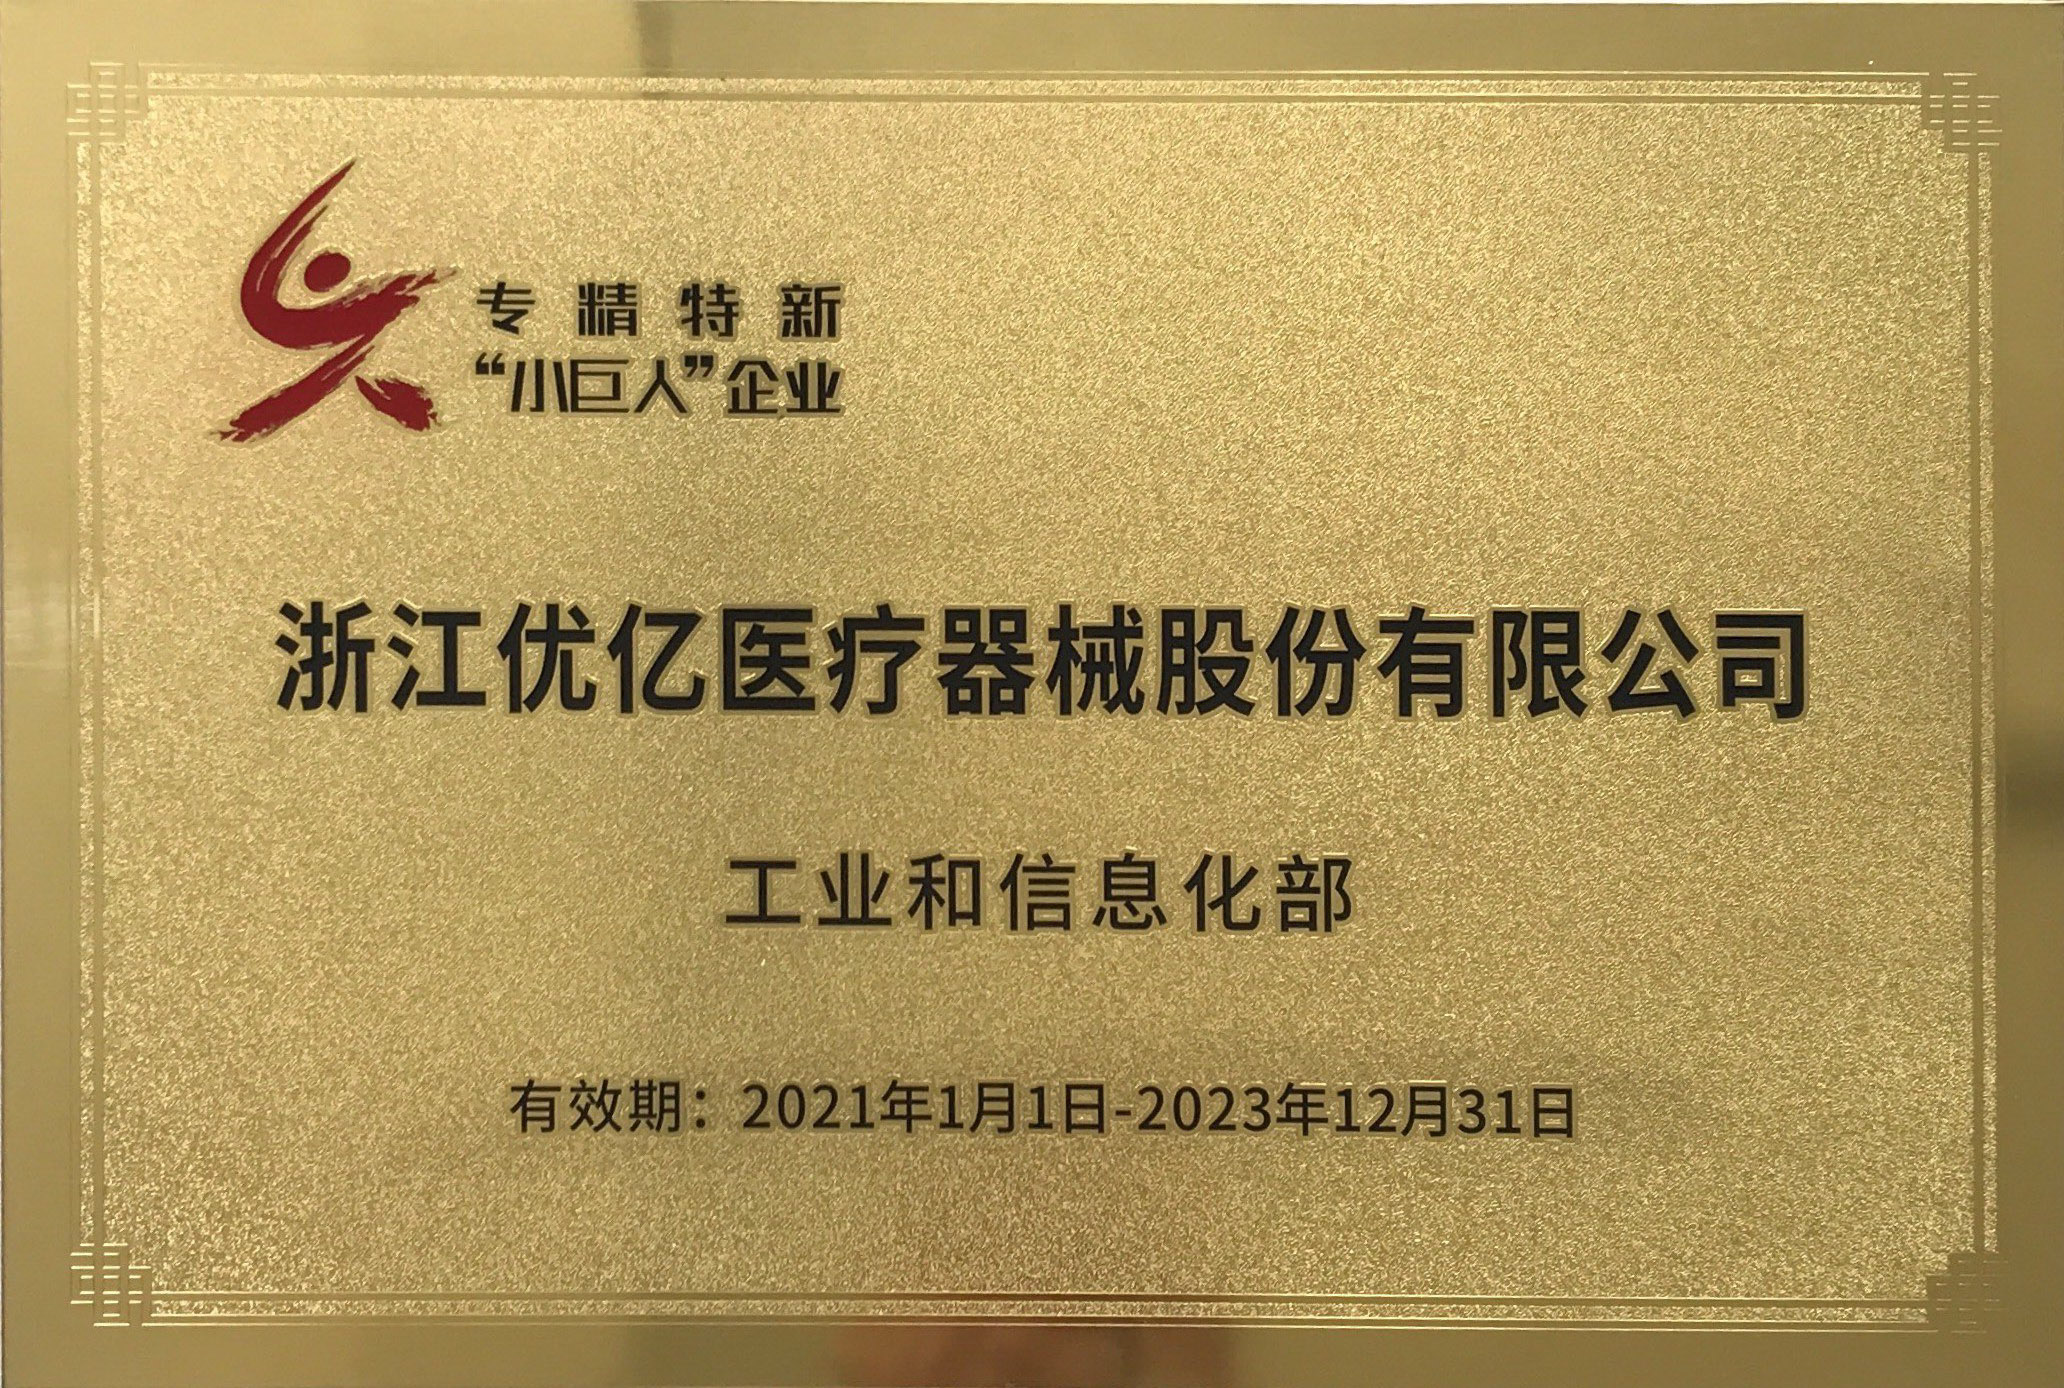 专精特新
“小巨人”企业
浙江优亿医疗器械股份有限公司
工业和信息化部
有效期：2021年1月1日-2023年12月31日